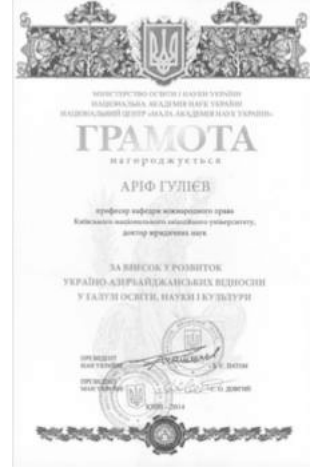 МІНІСТЕРСТВО ОСВІТИ І НАУКИ УКРАЇНИ
НАЦІОНАЛЬНА АКАДЕМІЯ НАУК УКРАЇНИ
НАЦІОНАЛЬНИЙ ЦЕНТР «МАЛА АКАДЕМІЯ НАУК УКРАЇНИ»
ГРАМОТА
нагороджується
АРІФ ГУЛІЄВ
професор кафедри міжнародного права
Київського національного авіаційного університету,
доктор юридичних наук
ЗА ВНЕСОК У РОЗВИТОК
УКРАЇНО-АЗЕРБАЙДЖАНСЬКИХ ВІДНОСИН
У ГАЛУЗІ ОСВІТИ, НАУКИ І КУЛЬТУРИ
ПРЕЗИДЕНТ
НАН УКРАЇНИ
ПАТОН
ПРЕЗИДЕНТ
МАН УКРАЇНИ
ДОВГИЙ
КИЇВ - 2014